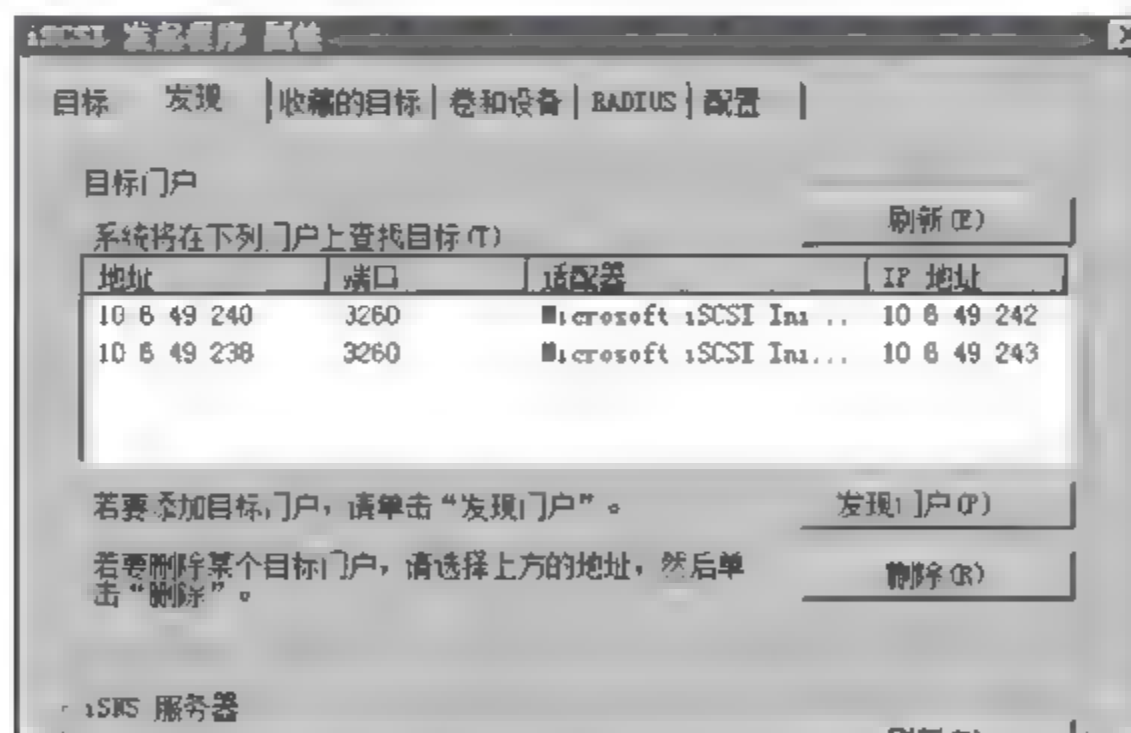 iSCSI 发起程序 属性
目标 发现 收藏的目标 卷和设备 RADIUS 配置
目标门户
系统将在下列门户上查找目标(T)
刷新(E)
地址 端口 适配器 IP 地址
10 6 49 240 3260 Microsoft iSCSI Ini .. 10 6 49 242
10 6 49 238 3260 Microsoft iSCSI Ini... 10 6 49 243
若要添加目标门户，请单击“发现门户”。
发现门户(P)
若要删除某个目标门户，请选择上方的地址，然后单
击“删除”。
删除(R)
iSNS 服务器